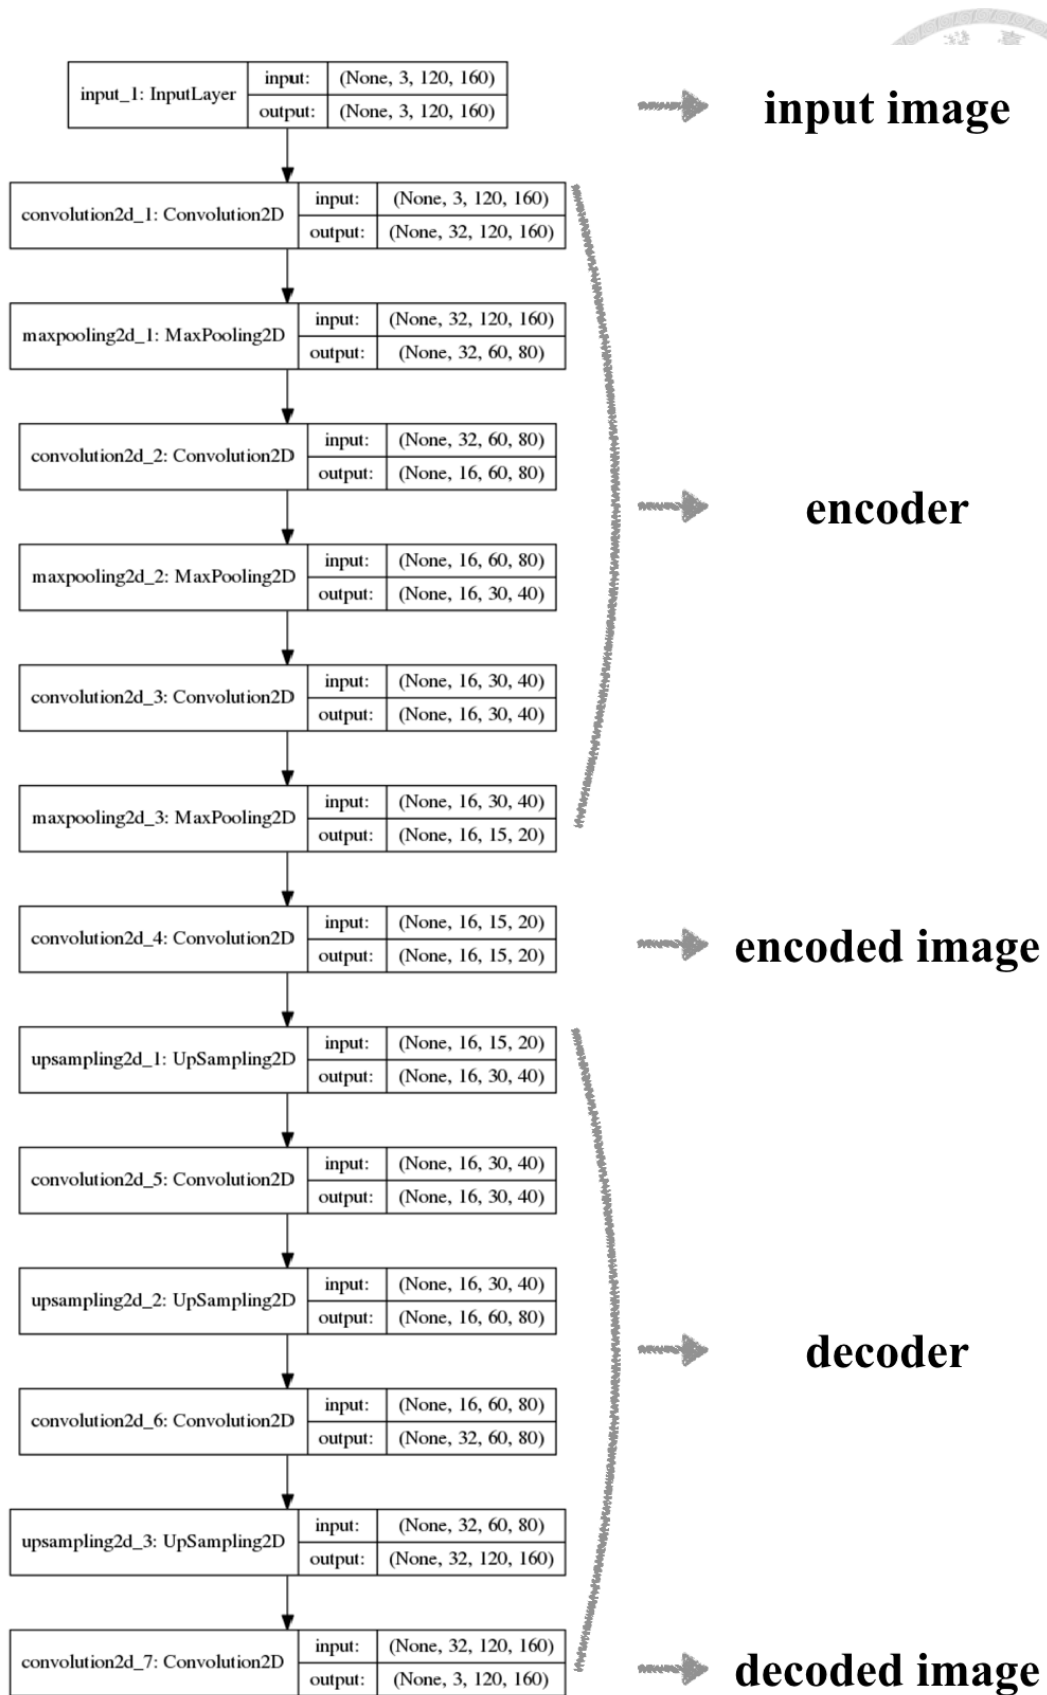 input_1: InputLayer input: (None, 3, 120, 160)
output: (None, 3, 120, 160)
input image
convolution2d_1: Convolution2D input: (None, 3, 120, 160)
output: (None, 32, 120, 160)
maxpooling2d_1: MaxPooling2D input: (None, 32, 120, 160)
output: (None, 32, 60, 80)
convolution2d_2: Convolution2D input: (None, 32, 60, 80)
output: (None, 16, 60, 80)
encoder
maxpooling2d_2: MaxPooling2D input: (None, 16, 60, 80)
output: (None, 16, 30, 40)
convolution2d_3: Convolution2D input: (None, 16, 30, 40)
output: (None, 16, 30, 40)
maxpooling2d_3: MaxPooling2D input: (None, 16, 30, 40)
output: (None, 16, 15, 20)
convolution2d_4: Convolution2D input: (None, 16, 15, 20)
output: (None, 16, 15, 20)
encoded image
upsampling2d_1: UpSampling2D input: (None, 16, 15, 20)
output: (None, 16, 30, 40)
convolution2d_5: Convolution2D input: (None, 16, 30, 40)
output: (None, 16, 30, 40)
upsampling2d_2: UpSampling2D input: (None, 16, 30, 40)
output: (None, 16, 60, 80)
decoder
convolution2d_6: Convolution2D input: (None, 16, 60, 80)
output: (None, 32, 60, 80)
upsampling2d_3: UpSampling2D input: (None, 32, 60, 80)
output: (None, 32, 120, 160)
convolution2d_7: Convolution2D input: (None, 32, 120, 160)
output: (None, 3, 120, 160)
decoded image